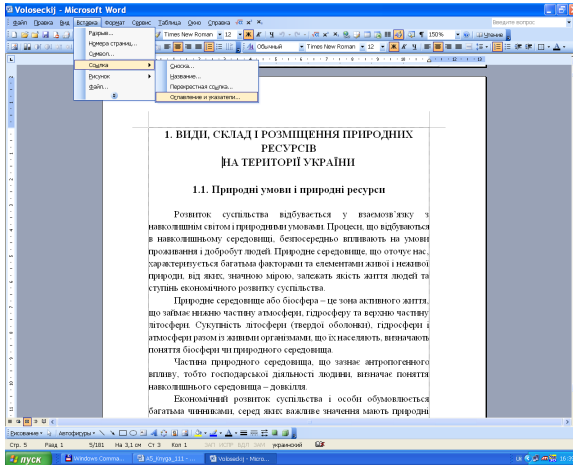 Voloseckij - Microsoft Word
Файл Правка Вид Вставка Формат Сервис Таблица Окно Справка
Введите вопрос
Times New Roman 12 Ж К Ч 150% Чтение
Обычный Times New Roman 12 Ж К Ч
Разрыв...
Номера страниц...
Символ...
Ссылка
Рисунок
Файл...
Сноска...
Название...
Перекрестная ссылка...
Оглавление и указатели...
1. ВИДИ, СКЛАД І РОЗМІЩЕННЯ ПРИРОДНИХ
РЕСУРСІВ
НА ТЕРИТОРІЇ УКРАЇНИ
1.1. Природні умови і природні ресурси
Розвиток суспільства відбувається у взаємозв'язку з
навколишнім світом і природними умовами. Процеси, що відбуваються
в навколишньому середовищі, безпосередньо впливають на умови
проживання і добробут людей. Природне середовище, що оточує нас,
характеризується багатьма факторами та елементами живої і неживої
природи, від яких, значною мірою, залежать якість життя людей та
ступінь економічного розвитку суспільства.
Природне середовище або біосфера – це зона активного життя,
що займає нижню частину атмосфери, гідросферу та верхню частину
літосфери. Сукупність літосфери (твердої оболонки), гідросфери і
атмосфери разом із живими організмами, що їх населяють, визначають
поняття біосфери чи природного середовища.
Частина природного середовища, що зазнає антропогенного
впливу, тобто господарської діяльності людини, визначає поняття
навколишнього середовища – довкілля.
Економічний розвиток суспільства і особи обумовлюється
багатьма чинниками, серед яких важливе значення мають природні
Рисование Автофигуры
Стр. 5 Разд 1 5/181 На 3,1см Ст 3 Кол 1 ЗАП ИСПР ВДЛ ЗАМ украинский
пуск Windows Comma... A5_Knyga_111 - ... Voloseckij - Micro... UK 16:39